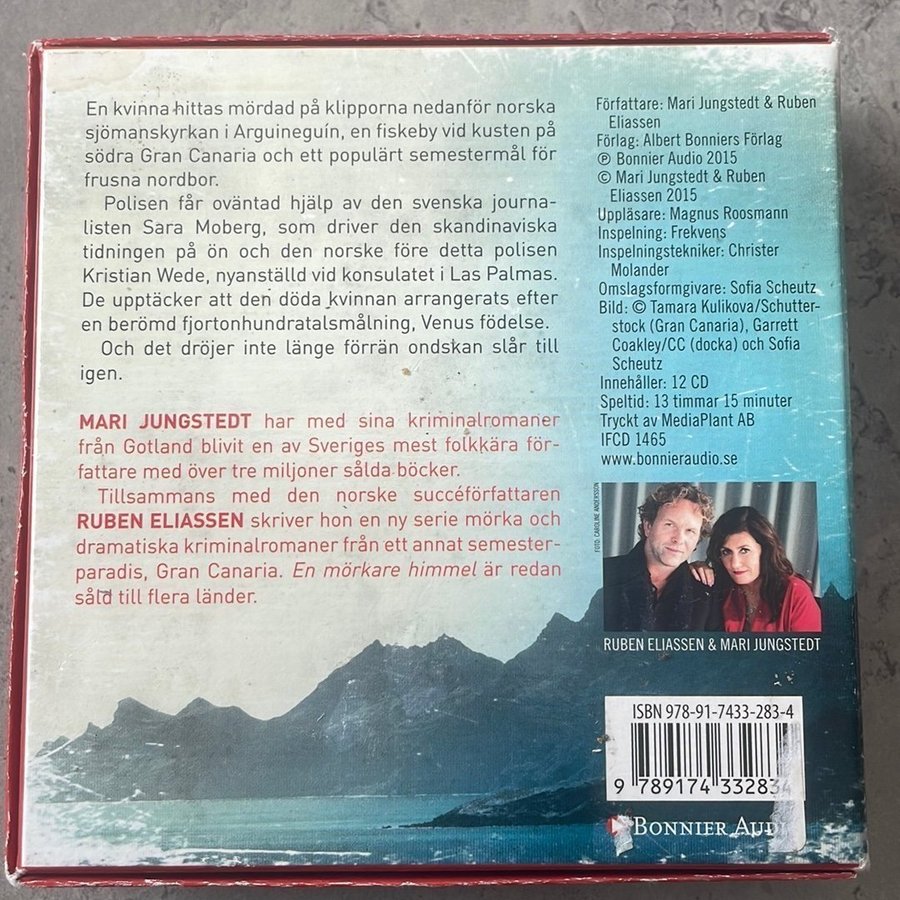 En kvinna hittas mördad på klipporna nedanför norska
sjömanskyrkan i Arguineguín, en fiskeby vid kusten på
södra Gran Canaria och ett populärt semestermål för
frusna nordbor.
Polisen får oväntad hjälp av den svenska journa-
listen Sara Moberg, som driver den skandinaviska
tidningen på ön och den norske före detta polisen
Kristian Wede, nyanställd vid konsulatet i Las Palmas.
De upptäcker att den döda kvinnan arrangerats efter
en berömd fjortonhundratalsmålning, Venus födelse.
Och det dröjer inte länge förrän ondskan slår till
igen.
MARI JUNGSTEDT har med sina kriminalromaner
från Gotland blivit en av Sveriges mest folkkära för-
fattare med över tre miljoner sålda böcker.
Tillsammans med den norske succéförfattaren
RUBEN ELIASSEN skriver hon en ny serie mörka och
dramatiska kriminalromaner från ett annat semester-
paradis, Gran Canaria. En mörkare himmel är redan
såld till flera länder.
Författare: Mari Jungstedt & Ruben
Eliassen
Förlag: Albert Bonniers Förlag
℗ Bonnier Audio 2015
© Mari Jungstedt & Ruben
Eliassen 2015
Uppläsare: Magnus Roosmann
Inspelning: Frekvens
Inspelningstekniker: Christer
Molander
Omslagsformgivare: Sofia Scheutz
Bild: © Tamara Kulikova/Schutter-
stock (Gran Canaria), Garrett
Coakley/CC (docka) och Sofia
Scheutz
Innehåller: 12 CD
Speltid: 13 timmar 15 minuter
Tryckt av MediaPlant AB
IFCD 1465
www.bonnieraudio.se
FOTO: CAROLINE ANDERSSON
RUBEN ELIASSEN & MARI JUNGSTEDT
ISBN 978-91-7433-283-4
9 789174 332834
BONNIER AUDI